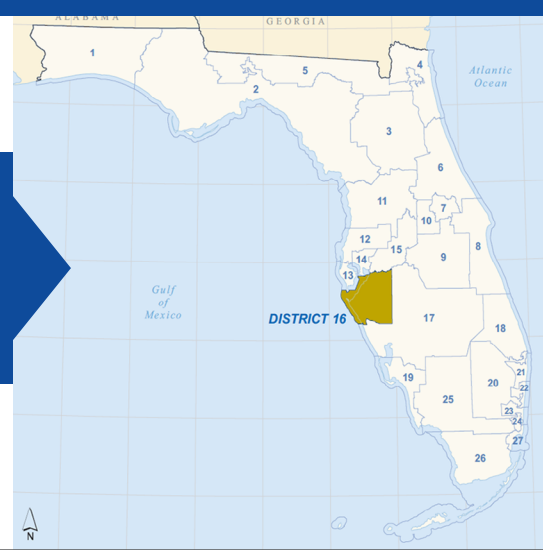 ALABAMA
GEORGIA
1
5
4
2
Atlantic
Ocean
3
6
11
7
10
12
15
8
14
9
13
Gulf
of
Mexico
DISTRICT 16
17
18
21
19
20
22
25
23
24
27
26
N